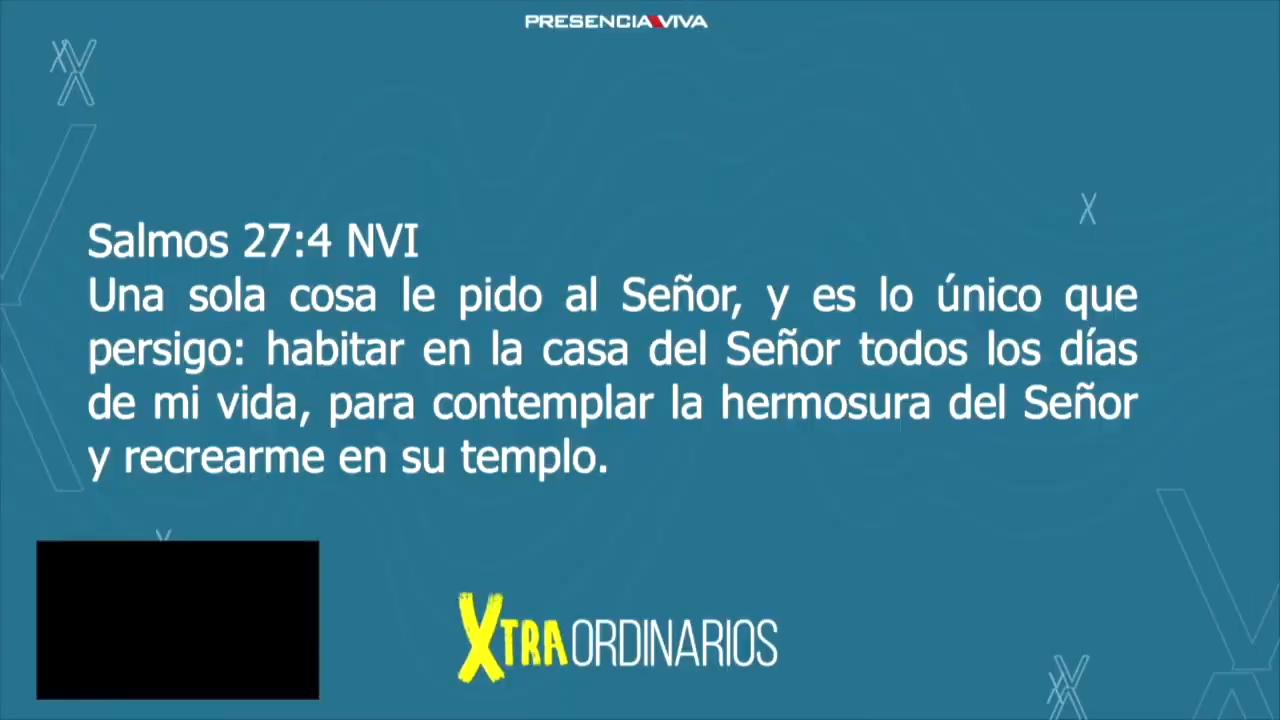 PRESENCIA VIVA
Salmos 27:4 NVI
Una sola cosa le pido al Señor, y es lo único que
persigo: habitar en la casa del Señor todos los días
de mi vida, para contemplar la hermosura del Señor
y recrearme en su templo.
XTRAORDINARIOS